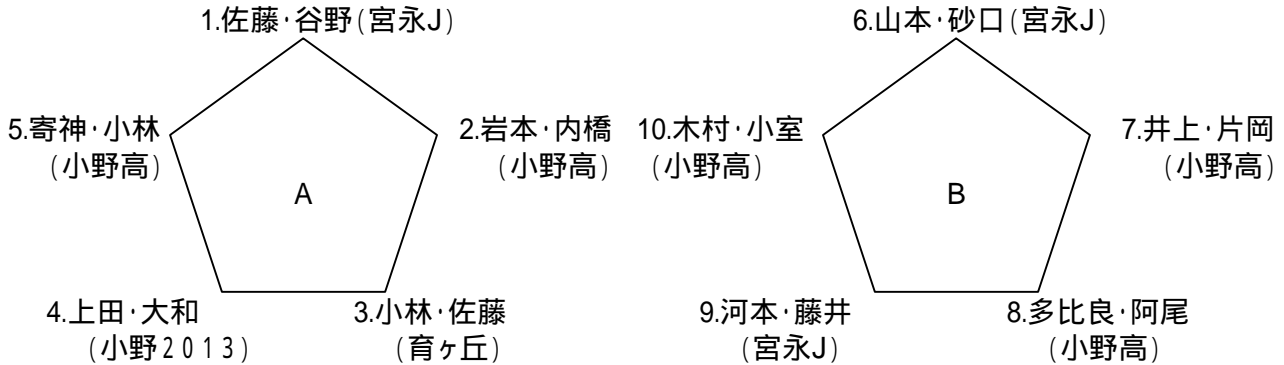 1.佐藤·谷野(宮永J)
5.寄神·小林
(小野高)
2.岩本·内橋
(小野高)
A
4.上田·大和
(小野２０１３)
3.小林·佐藤
(育ヶ丘)
6.山本·砂口(宮永J)
10.木村·小室
(小野高)
7.井上·片岡
(小野高)
B
9.河本·藤井
(宮永J)
8.多比良·阿尾
(小野高)